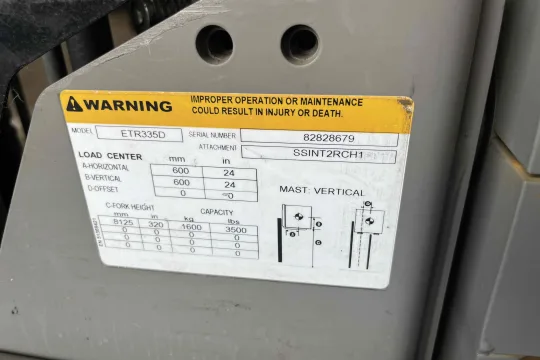 WARNING
IMPROPER OPERATION OR MAINTENANCE
COULD RESULT IN INJURY OR DEATH.
MODEL ETR335D SERIAL NUMBER 82828679
ATTACHMENT SSINT2RCH1
LOAD CENTER mm in
A-HORIZONTAL 600 24
B-VERTICAL 600 24
D-OFFSET 0 0
MAST: VERTICAL
C-FORK HEIGHT CAPACITY
mm in kg lbs
8125 320 1600 3500
0 0 0 0
0 0 0 0
0 0 0 0